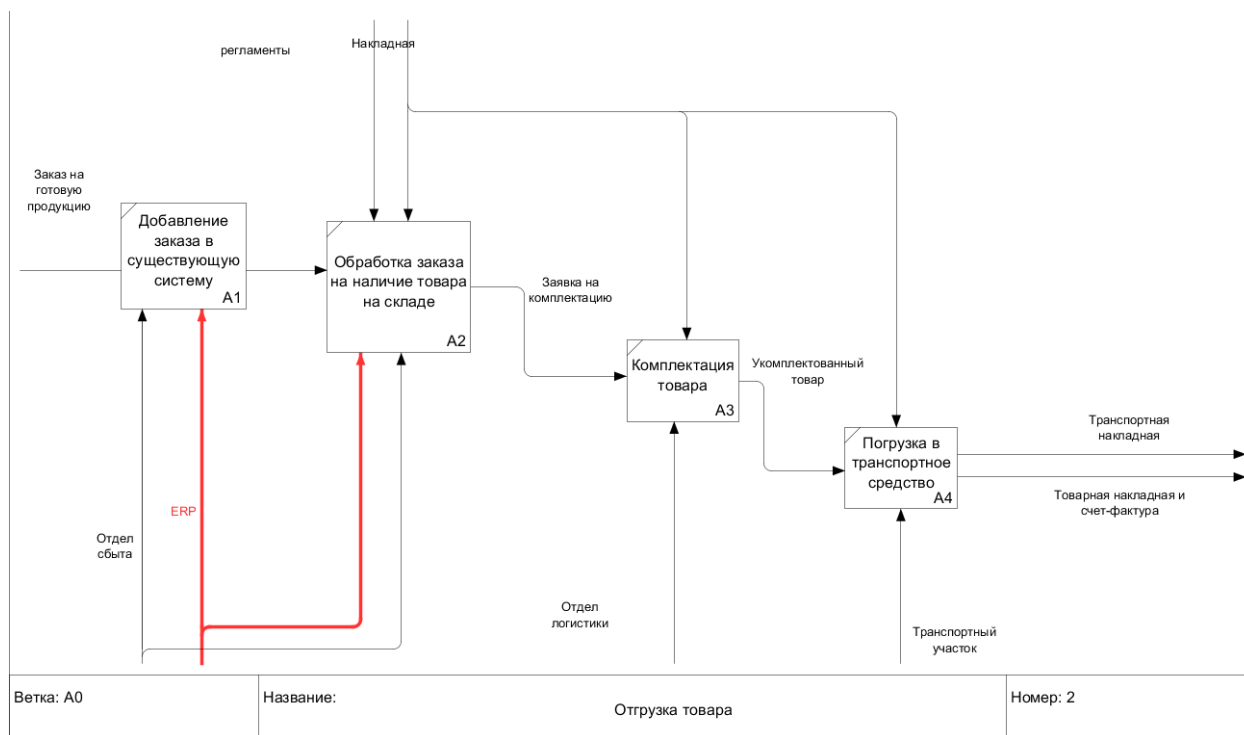 регламенты
Накладная
Заказ на
готовую
продукцию
Добавление
заказа в
существующую
систему
A1
Обработка заказа
на наличие товара
на складе
A2
Заявка на
комплектацию
Комплектация
товара
A3
Укомплектованный
товар
Погрузка в
транспортное
средство
A4
Транспортная
накладная
Товарная накладная и
счет-фактура
ERP
Отдел
сбыта
Отдел
логистики
Транспортный
участок
Ветка: A0
Название:
Отгрузка товара
Номер: 2